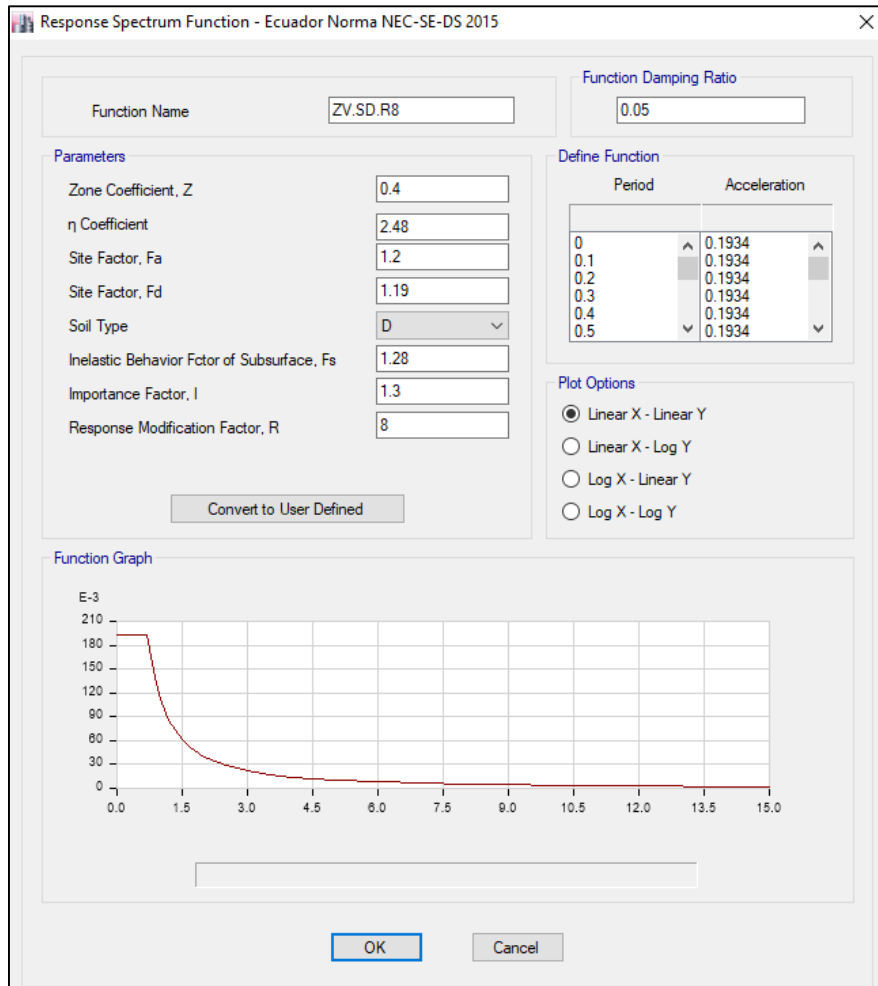 Response Spectrum Function - Ecuador Norma NEC-SE-DS 2015
Function Name
ZV.SD.R8
Function Damping Ratio
0.05
Parameters
Zone Coefficient, Z
0.4
η Coefficient
2.48
Site Factor, Fa
1.2
Site Factor, Fd
1.19
Soil Type
D
Inelastic Behavior Fctor of Subsurface, Fs
1.28
Importance Factor, I
1.3
Response Modification Factor, R
8
Convert to User Defined
Define Function
Period Acceleration
0 0.1934
0.1 0.1934
0.2 0.1934
0.3 0.1934
0.4 0.1934
0.5 0.1934
Plot Options
Linear X - Linear Y
Linear X - Log Y
Log X - Linear Y
Log X - Log Y
Function Graph
E-3
210
180
150
120
90
60
30
0
0.0 1.5 3.0 4.5 6.0 7.5 9.0 10.5 12.0 13.5 15.0
OK Cancel